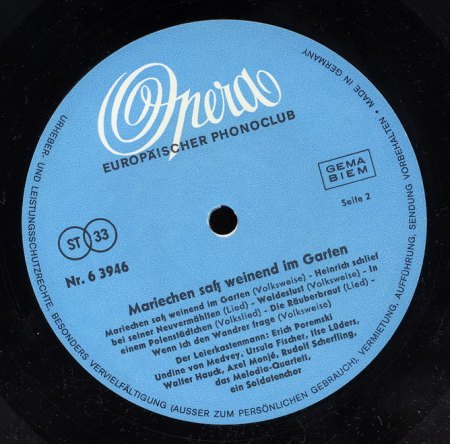 Opera
EUROPÄISCHER PHONOCLUB
GEMA
BIEM
Seite 2
ST 33
Nr. 6 3946
Mariechen saß weinend im Garten
Mariechen saß weinend im Garten (Volksweise) - Heinrich schlief
bei seiner Neuvermählten (Lied) - Waldeslust (Volksweise) - In
einem Polenstädtchen (Volkslied) - Die Räuberbraut (Lied) -
Wenn ich den Wandrer frage (Volksweise)
Der Leierkastenmann: Erich Poremski
Undine von Medvey, Ursula Fischer, Ilse Lüders,
Walter Hauck, Axel Monjé, Rudolf Scherfling,
das Melodia-Quartett,
ein Soldatenchor
URHEBER- UND LEISTUNGSSCHUTZRECHTE, BESONDERS VERVIELFÄLTIGUNG (AUSSER ZUM PERSÖNLICHEN GEBRAUCH), VERMIETUNG, AUFFÜHRUNG, SENDUNG VORBEHALTEN • MADE IN GERMANY